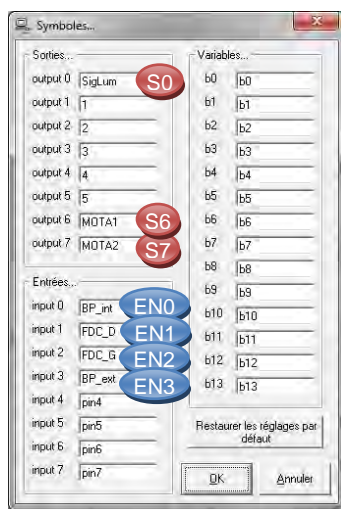 Symboles...
Sorties...
output 0 SigLum S0
output 1 1
output 2 2
output 3 3
output 4 4
output 5 5
output 6 MOTA1 S6
output 7 MOTA2 S7
Entrées...
input 0 BP_int EN0
input 1 FDC_D EN1
input 2 FDC_G EN2
input 3 BP_ext EN3
input 4 pin4
input 5 pin5
input 6 pin6
input 7 pin7
Variables...
b0 b0
b1 b1
b2 b2
b3 b3
b4 b4
b5 b5
b6 b6
b7 b7
b8 b8
b9 b9
b10 b10
b11 b11
b12 b12
b13 b13
Restaurer les réglages par
défaut
OK Annuler